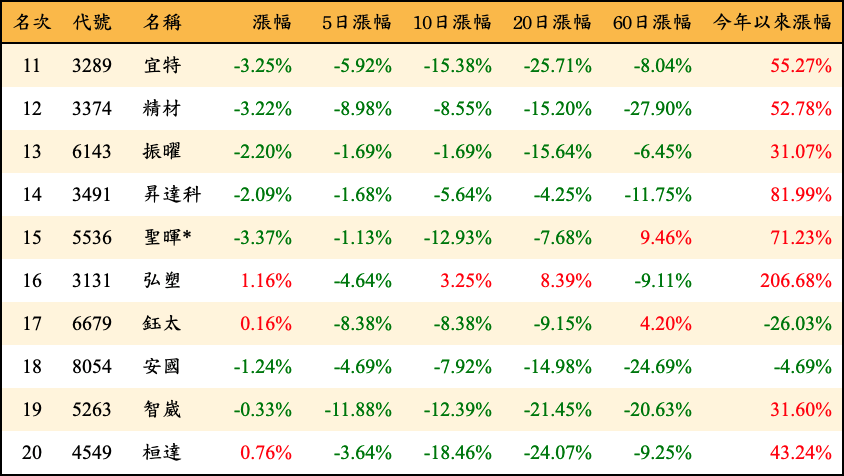 名次 代號 名稱 漲幅 5日漲幅 10日漲幅 20日漲幅 60日漲幅 今年以來漲幅
11 3289 宜特 -3.25% -5.92% -15.38% -25.71% -8.04% 55.27%
12 3374 精材 -3.22% -8.98% -8.55% -15.20% -27.90% 52.78%
13 6143 振曜 -2.20% -1.69% -1.69% -15.64% -6.45% 31.07%
14 3491 昇達科 -2.09% -1.68% -5.64% -4.25% -11.75% 81.99%
15 5536 聖暉* -3.37% -1.13% -12.93% -7.68% 9.46% 71.23%
16 3131 弘塑 1.16% -4.64% 3.25% 8.39% -9.11% 206.68%
17 6679 鈺太 0.16% -8.38% -8.38% -9.15% 4.20% -26.03%
18 8054 安國 -1.24% -4.69% -7.92% -14.98% -24.69% -4.69%
19 5263 智崴 -0.33% -11.88% -12.39% -21.45% -20.63% 31.60%
20 4549 桓達 0.76% -3.64% -18.46% -24.07% -9.25% 43.24%